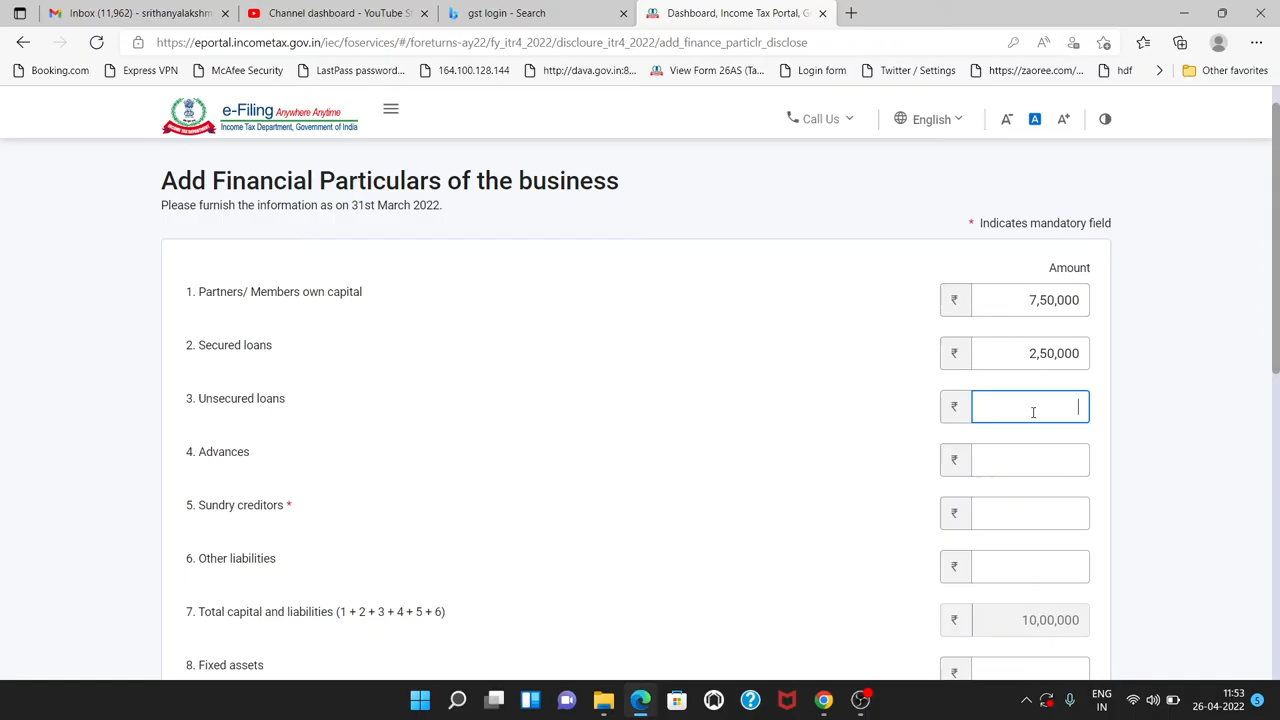 Inbox (11,962) - srithanyalakshm
Channel dashboard - YouTube St
gst login - Search
Dashboard, Income Tax Portal, G
https://eportal.incometax.gov.in/iec/foservices/#/foreturns-ay22/fy_itr4_2022/disclosure_itr4_2022/add_finance_particlr_disclose
Booking.com
Express VPN
McAfee Security
LastPass password...
164.100.128.144
http://dava.gov.in:8...
View Form 26AS (Ta...
Login form
Twitter / Settings
https://zaoree.com/...
hdf
Other favorites
e-Filing Anywhere Anytime
Income Tax Department, Government of India
Call Us
English
A-
A
A+
Add Financial Particulars of the business
Please furnish the information as on 31st March 2022.
* Indicates mandatory field
Amount
1. Partners/ Members own capital ₹ 7,50,000
2. Secured loans ₹ 2,50,000
3. Unsecured loans ₹
4. Advances ₹
5. Sundry creditors * ₹
6. Other liabilities ₹
7. Total capital and liabilities (1 + 2 + 3 + 4 + 5 + 6) ₹ 10,00,000
8. Fixed assets ₹
ENG
IN
11:53
26-04-2022
5